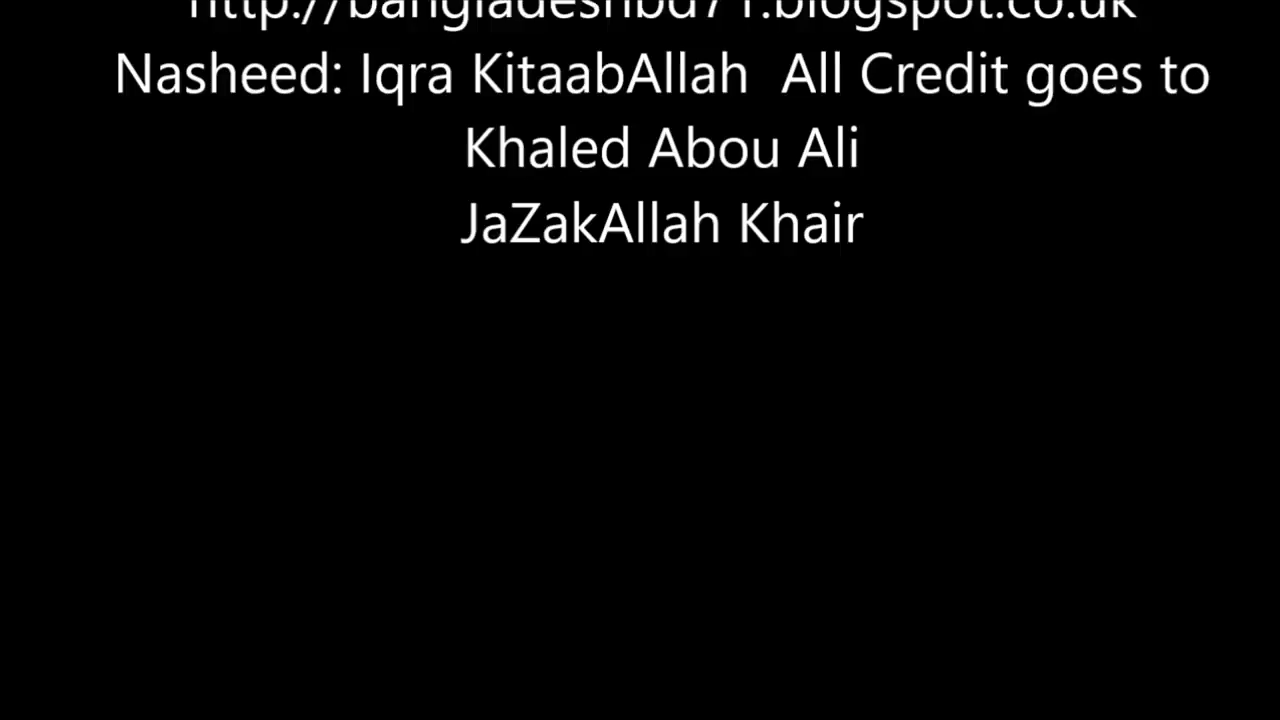 http://bangladeshbd71.blogspot.co.uk
Nasheed: Iqra KitaabAllah  All Credit goes to
Khaled Abou Ali
JaZakAllah Khair